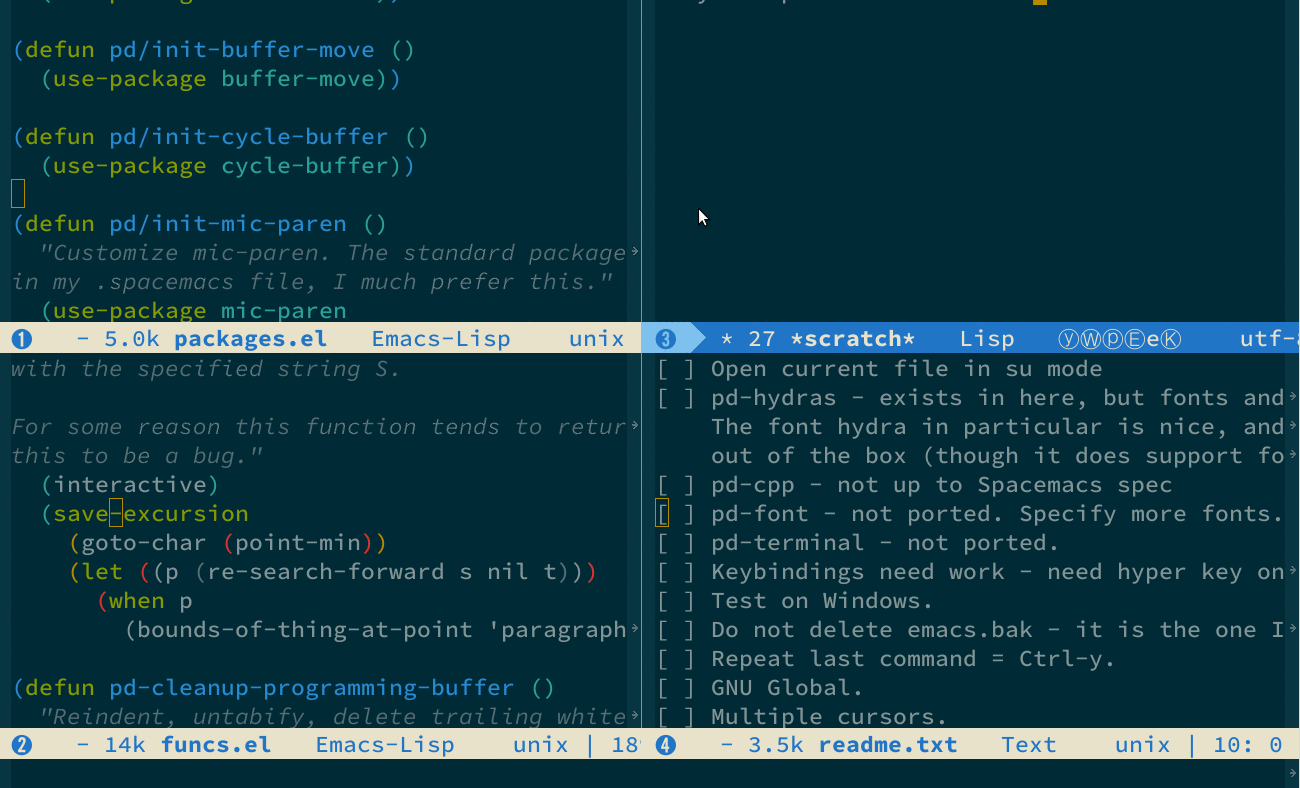 (defun pd/init-buffer-move ()
(use-package buffer-move))
(defun pd/init-cycle-buffer ()
(use-package cycle-buffer))
(defun pd/init-mic-paren ()
"Customize mic-paren. The standard package
in my .spacemacs file, I much prefer this."
(use-package mic-paren
❶ - 5.0k packages.el Emacs-Lisp unix
with the specified string S.
For some reason this function tends to retur
this to be a bug."
(interactive)
(save-excursion
(goto-char (point-min))
(let ((p (re-search-forward s nil t)))
(when p
(bounds-of-thing-at-point 'paragraph
(defun pd-cleanup-programming-buffer ()
"Reindent, untabify, delete trailing white
❷ - 14k funcs.el Emacs-Lisp unix | 18
❸ * 27 *scratch* Lisp ⓨⓌⓟⒺeⓀ utf-8
[ ] Open current file in su mode
[ ] pd-hydras - exists in here, but fonts and
The font hydra in particular is nice, and
out of the box (though it does support fo
[ ] pd-cpp - not up to Spacemacs spec
[ ] pd-font - not ported. Specify more fonts.
[ ] pd-terminal - not ported.
[ ] Keybindings need work - need hyper key on
[ ] Test on Windows.
[ ] Do not delete emacs.bak - it is the one I
[ ] Repeat last command = Ctrl-y.
[ ] GNU Global.
[ ] Multiple cursors.
❹ - 3.5k readme.txt Text unix | 10: 0